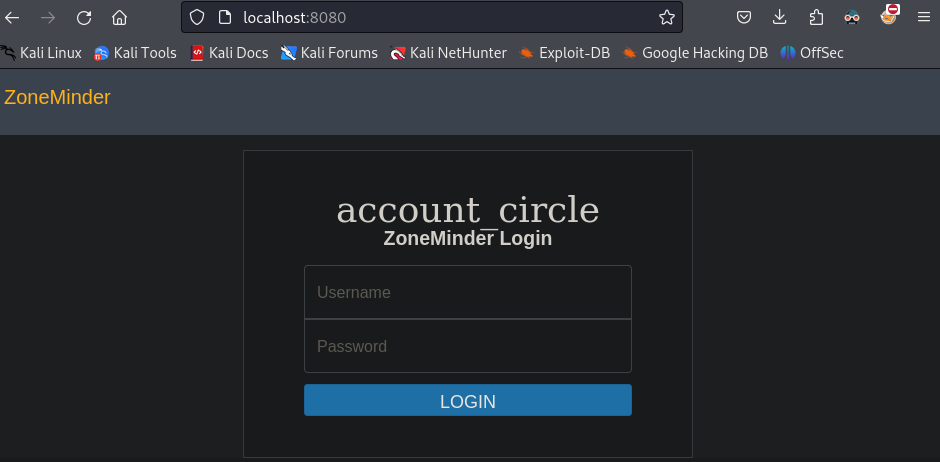 localhost:8080
Kali Linux Kali Tools Kali Docs Kali Forums Kali NetHunter Exploit-DB Google Hacking DB OffSec
ZoneMinder
account_circle
ZoneMinder Login
Username
Password
LOGIN